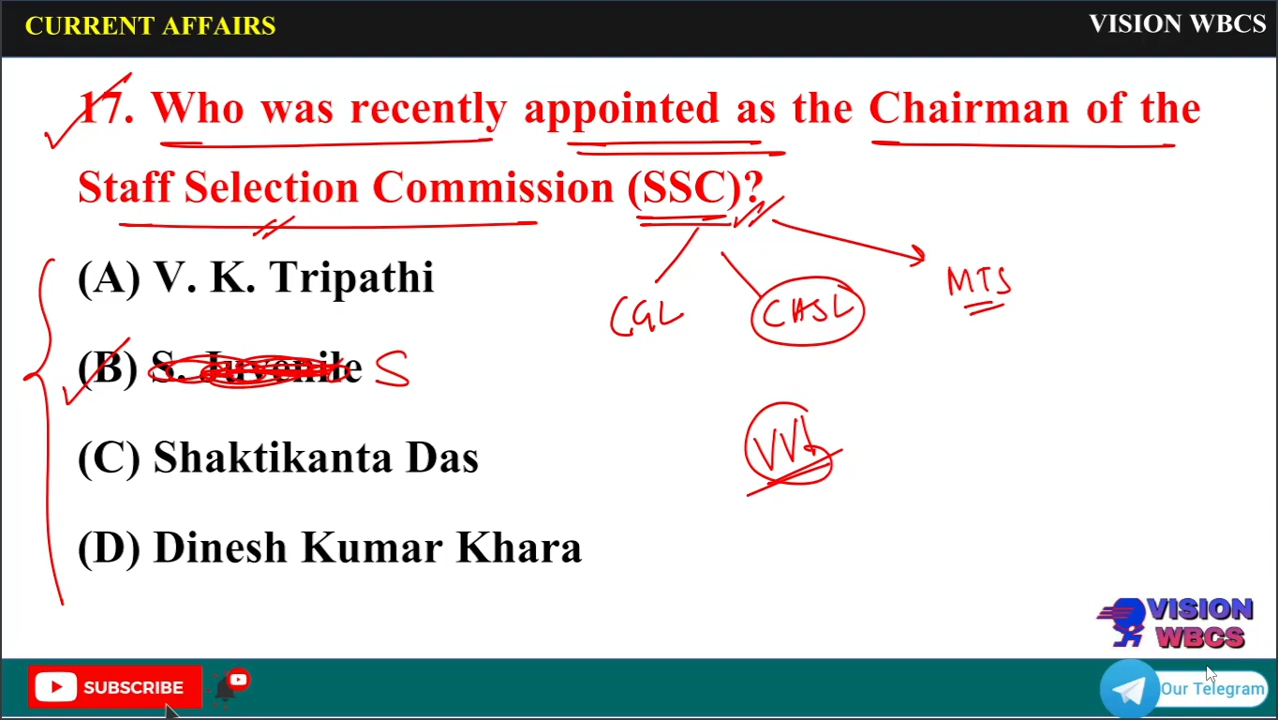 CURRENT AFFAIRS
VISION WBCS
17. Who was recently appointed as the Chairman of the
Staff Selection Commission (SSC)?
(A) V. K. Tripathi
CGL
CHSL
MTS
(B) S. Juvenile S
(C) Shaktikanta Das
(D) Dinesh Kumar Khara
VISION
WBCS
SUBSCRIBE
Our Telegram